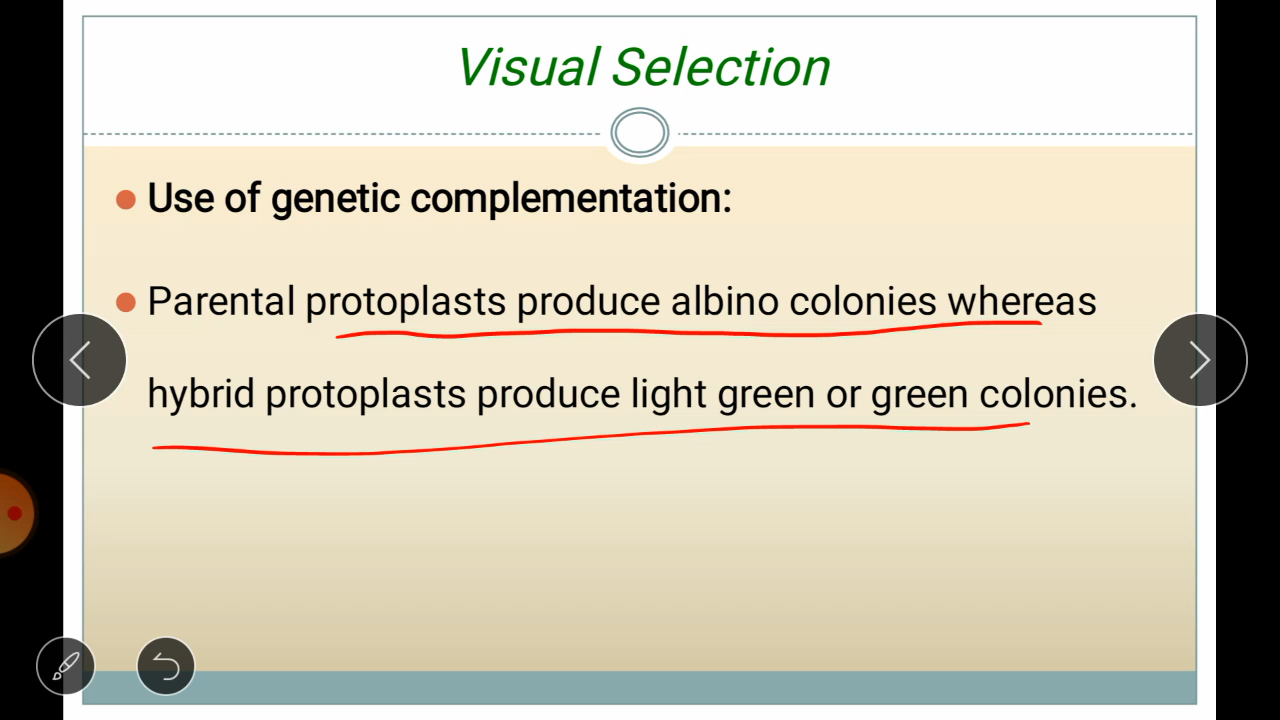 Visual Selection
Use of genetic complementation:
Parental protoplasts produce albino colonies whereas
hybrid protoplasts produce light green or green colonies.